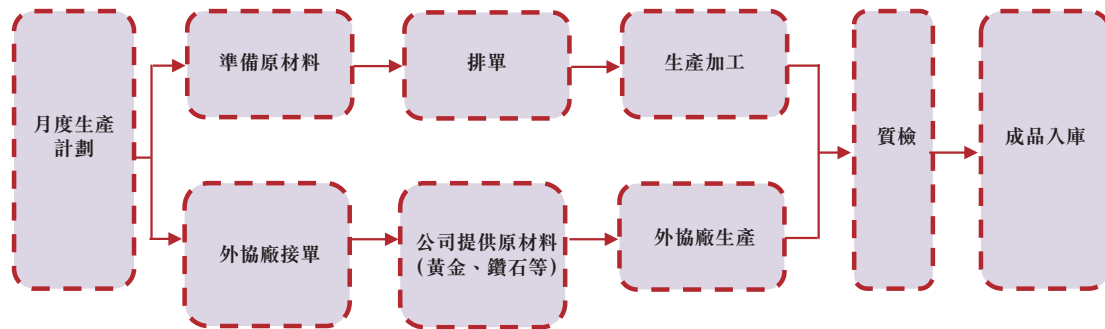 月度生產
計劃
準備原材料
排單
生產加工
外協廠接單
公司提供原材料
(黃金、鑽石等)
外協廠生產
質檢
成品入庫